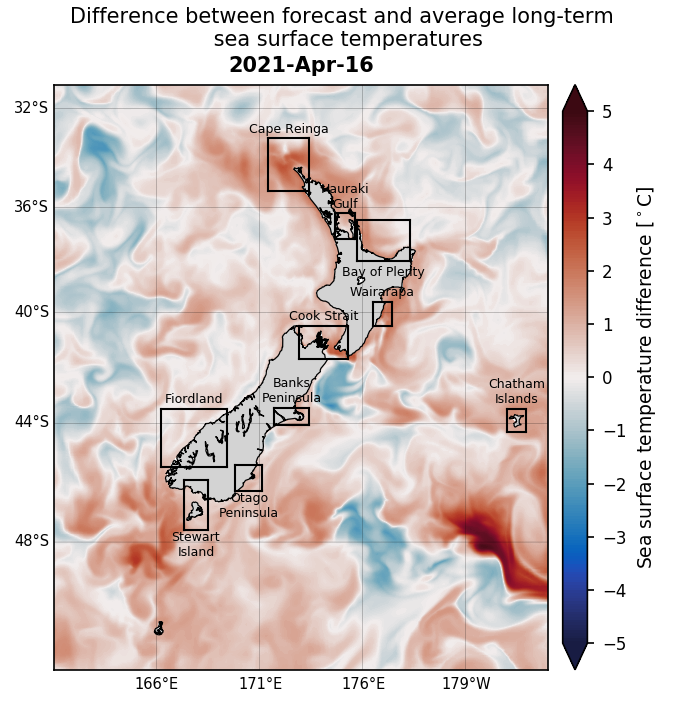 Difference between forecast and average long-term
sea surface temperatures
2021-Apr-16
32°S
36°S
40°S
44°S
48°S
Cape Reinga
Hauraki
Gulf
Bay of Plenty
Wairarapa
Cook Strait
Banks
Peninsula
Chatham
Islands
Fiordland
Otago
Peninsula
Stewart
Island
166°E
171°E
176°E
179°W
5
4
3
2
1
0
−1
−2
−3
−4
−5
Sea surface temperature difference [°C]